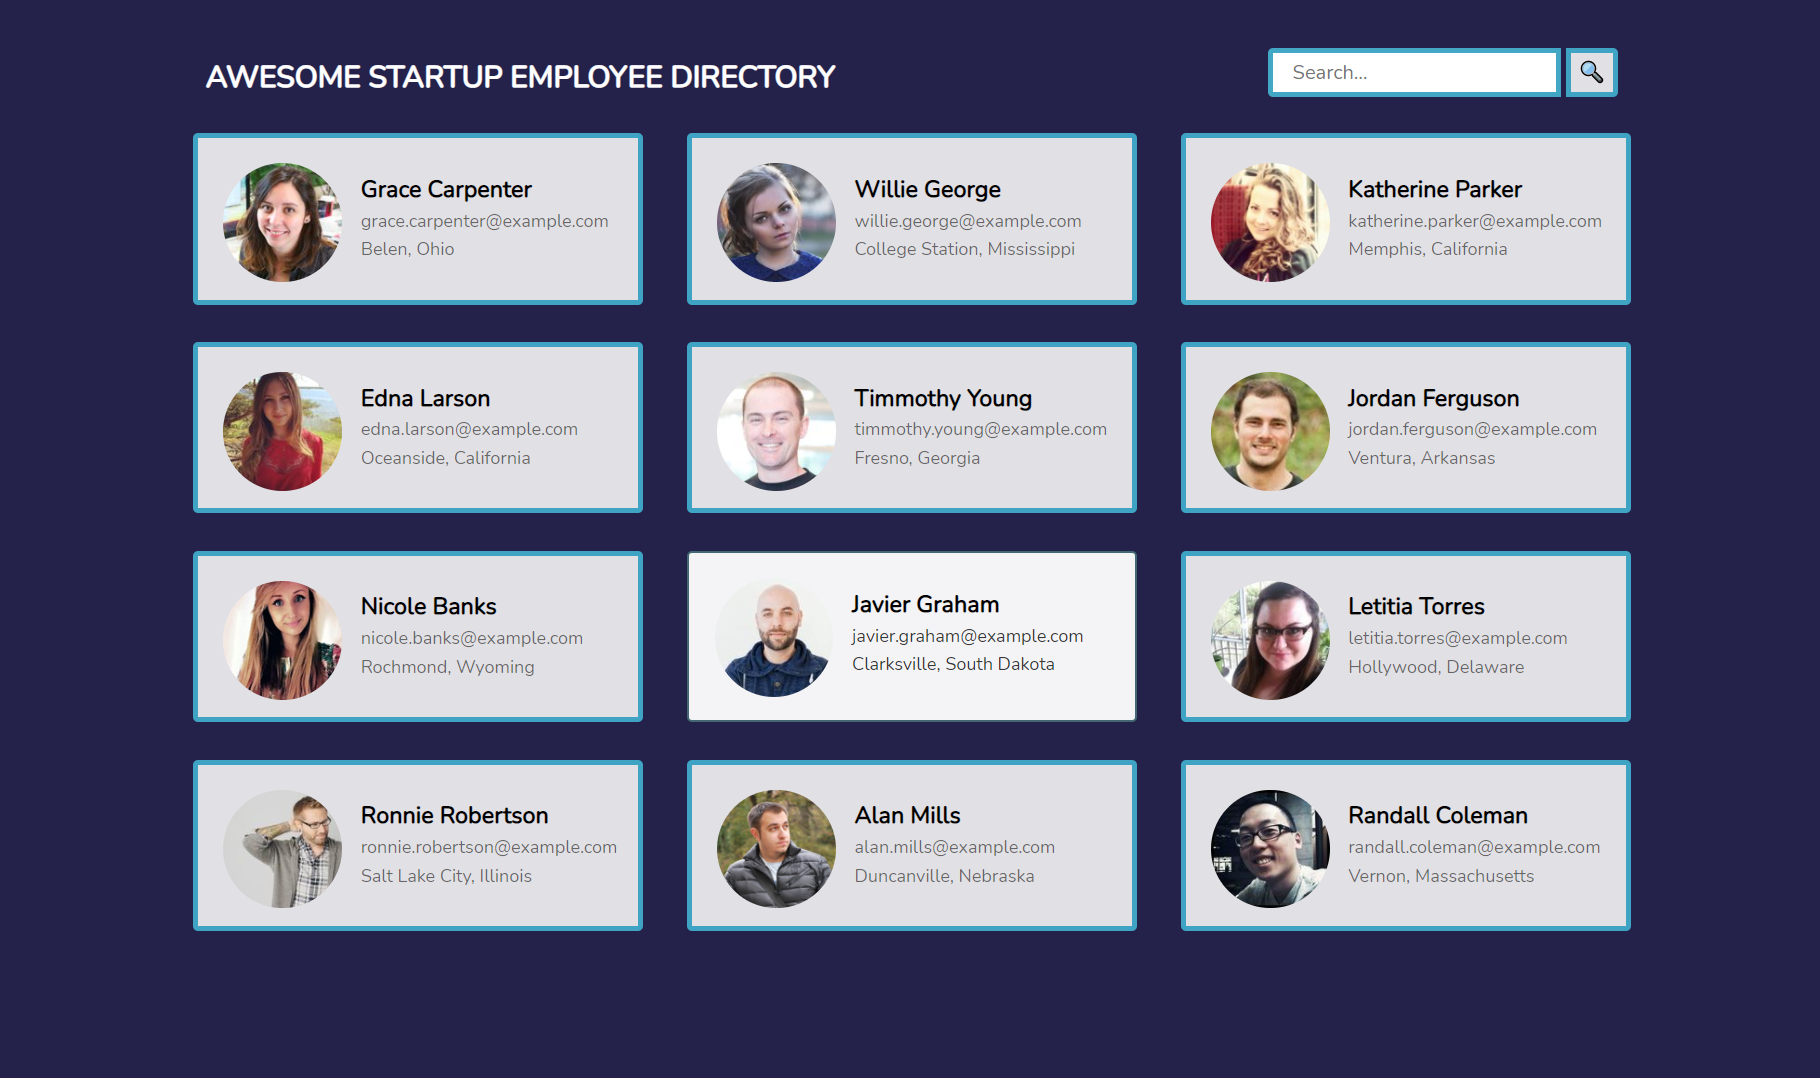 AWESOME STARTUP EMPLOYEE DIRECTORY
Search...
Grace Carpenter
grace.carpenter@example.com
Belen, Ohio
Willie George
willie.george@example.com
College Station, Mississippi
Katherine Parker
katherine.parker@example.com
Memphis, California
Edna Larson
edna.larson@example.com
Oceanside, California
Timmothy Young
timmothy.young@example.com
Fresno, Georgia
Jordan Ferguson
jordan.ferguson@example.com
Ventura, Arkansas
Nicole Banks
nicole.banks@example.com
Rochmond, Wyoming
Javier Graham
javier.graham@example.com
Clarksville, South Dakota
Letitia Torres
letitia.torres@example.com
Hollywood, Delaware
Ronnie Robertson
ronnie.robertson@example.com
Salt Lake City, Illinois
Alan Mills
alan.mills@example.com
Duncanville, Nebraska
Randall Coleman
randall.coleman@example.com
Vernon, Massachusetts